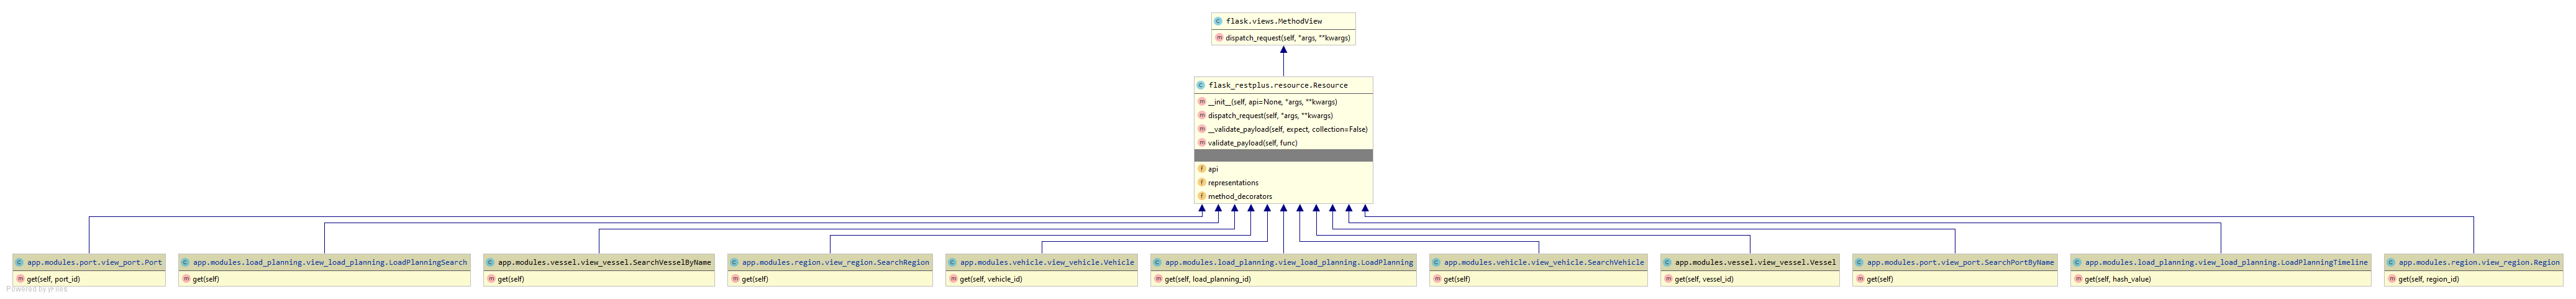 flask.views.MethodView
dispatch_request(self, *args, **kwargs)
flask_restplus.resource.Resource
__init__(self, api=None, *args, **kwargs)
dispatch_request(self, *args, **kwargs)
__validate_payload(self, expect, collection=False)
validate_payload(self, func)
api
representations
method_decorators
app.modules.port.view_port.Port
get(self, port_id)
app.modules.load_planning.view_load_planning.LoadPlanningSearch
get(self)
app.modules.vessel.view_vessel.SearchVesselByName
get(self)
app.modules.region.view_region.SearchRegion
get(self)
app.modules.vehicle.view_vehicle.Vehicle
get(self, vehicle_id)
app.modules.load_planning.view_load_planning.LoadPlanning
get(self, load_planning_id)
app.modules.vehicle.view_vehicle.SearchVehicle
get(self)
app.modules.vessel.view_vessel.Vessel
get(self, vessel_id)
app.modules.port.view_port.SearchPortByName
get(self)
app.modules.load_planning.view_load_planning.LoadPlanningTimeline
get(self, hash_value)
app.modules.region.view_region.Region
get(self, region_id)
Powered by yFiles